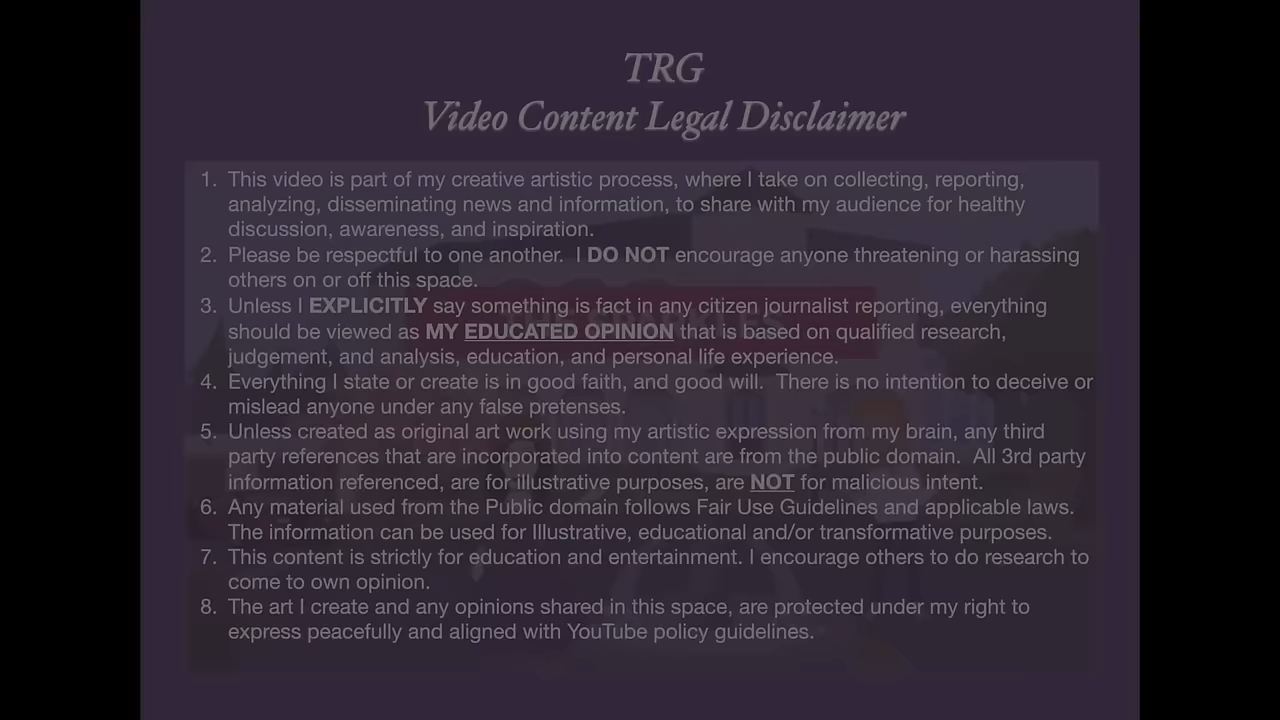 TRG
Video Content Legal Disclaimer
1. This video is part of my creative artistic process, where I take on collecting, reporting,
analyzing, disseminating news and information, to share with my audience for healthy
discussion, awareness, and inspiration.
2. Please be respectful to one another.  I DO NOT encourage anyone threatening or harassing
others on or off this space.
3. Unless I EXPLICITLY say something is fact in any citizen journalist reporting, everything
should be viewed as MY EDUCATED OPINION that is based on qualified research,
judgement, and analysis, education, and personal life experience.
4. Everything I state or create is in good faith, and good will.  There is no intention to deceive or
mislead anyone under any false pretenses.
5. Unless created as original art work using my artistic expression from my brain, any third
party references that are incorporated into content are from the public domain.  All 3rd party
information referenced, are for illustrative purposes, are NOT for malicious intent.
6. Any material used from the Public domain follows Fair Use Guidelines and applicable laws.
The information can be used for Illustrative, educational and/or transformative purposes.
7. This content is strictly for education and entertainment. I encourage others to do research to
come to own opinion.
8. The art I create and any opinions shared in this space, are protected under my right to
express peacefully and aligned with YouTube policy guidelines.